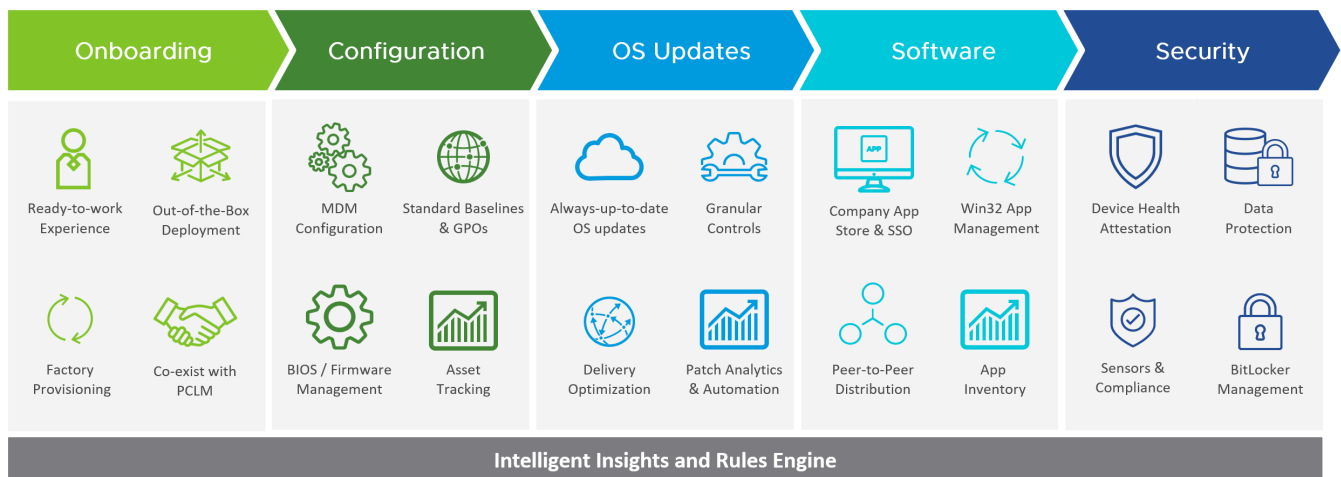 Onboarding
Configuration
OS Updates
Software
Security
Ready-to-work
Experience
Out-of-the-Box
Deployment
MDM
Configuration
Standard Baselines
& GPOs
Always-up-to-date
OS updates
Granular
Controls
APP
Company App
Store & SSO
Win32 App
Management
Device Health
Attestation
Data
Protection
Factory
Provisioning
Co-exist with
PCLM
BIOS / Firmware
Management
Asset
Tracking
Delivery
Optimization
Patch Analytics
& Automation
Peer-to-Peer
Distribution
App
Inventory
Sensors &
Compliance
BitLocker
Management
Intelligent Insights and Rules Engine